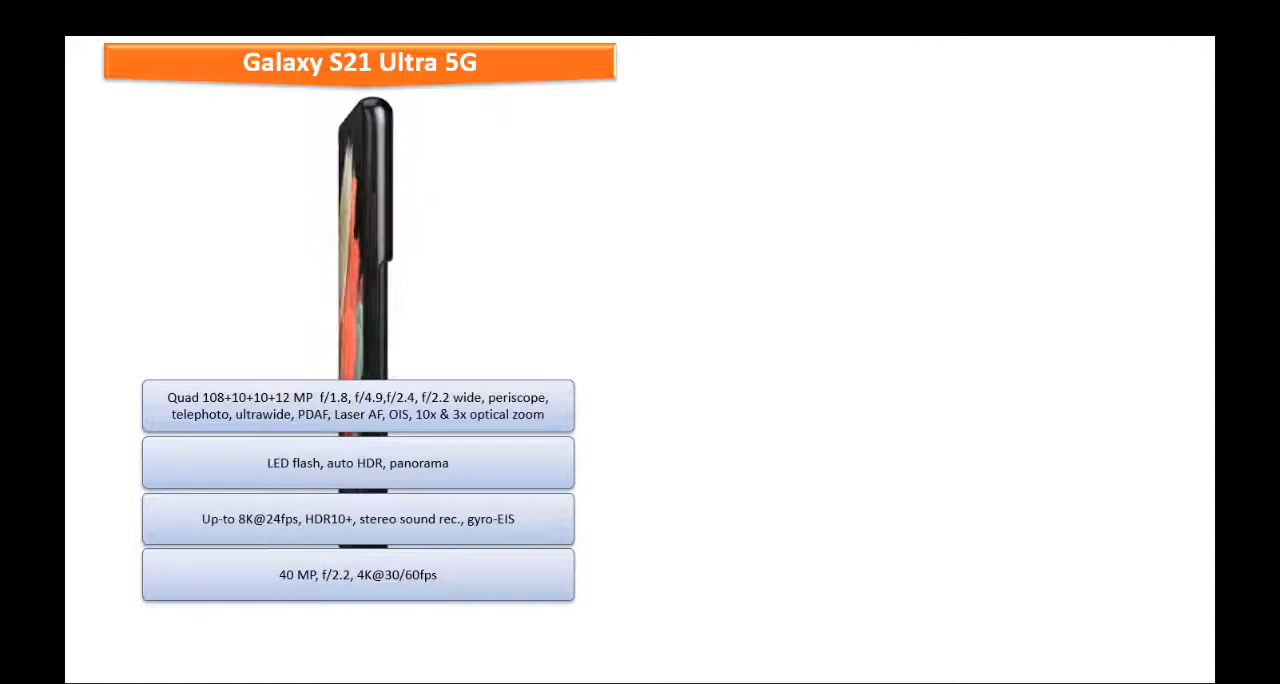 Galaxy S21 Ultra 5G
Quad 108+10+10+12 MP  f/1.8, f/4.9,f/2.4, f/2.2 wide, periscope,
telephoto, ultrawide, PDAF, Laser AF, OIS, 10x & 3x optical zoom
LED flash, auto HDR, panorama
Up-to 8K@24fps, HDR10+, stereo sound rec., gyro-EIS
40 MP, f/2.2, 4K@30/60fps